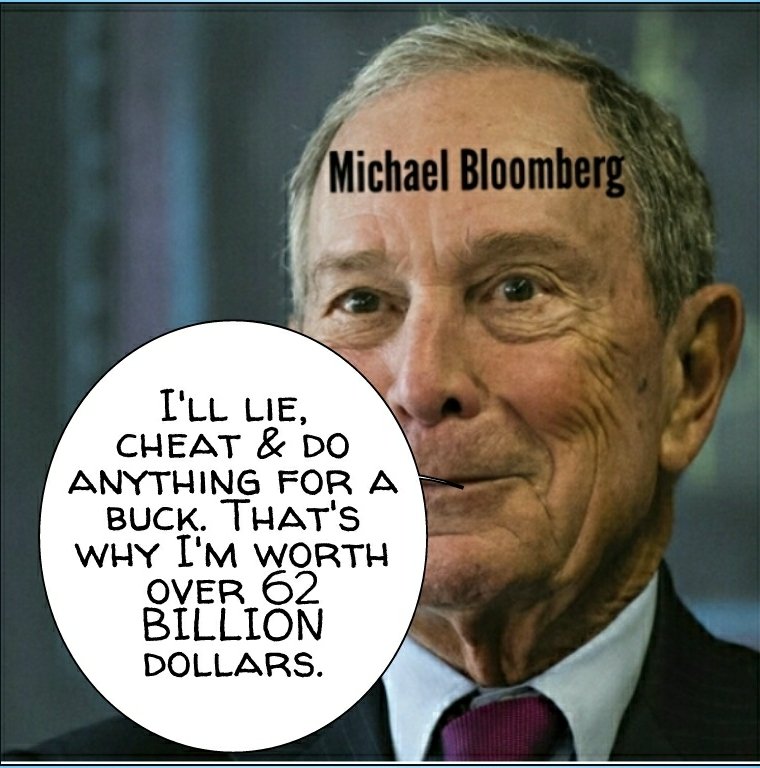 Michael Bloomberg
I'LL LIE,
CHEAT & DO
ANYTHING FOR A
BUCK. THAT'S
WHY I'M WORTH
OVER 62
BILLION
DOLLARS.